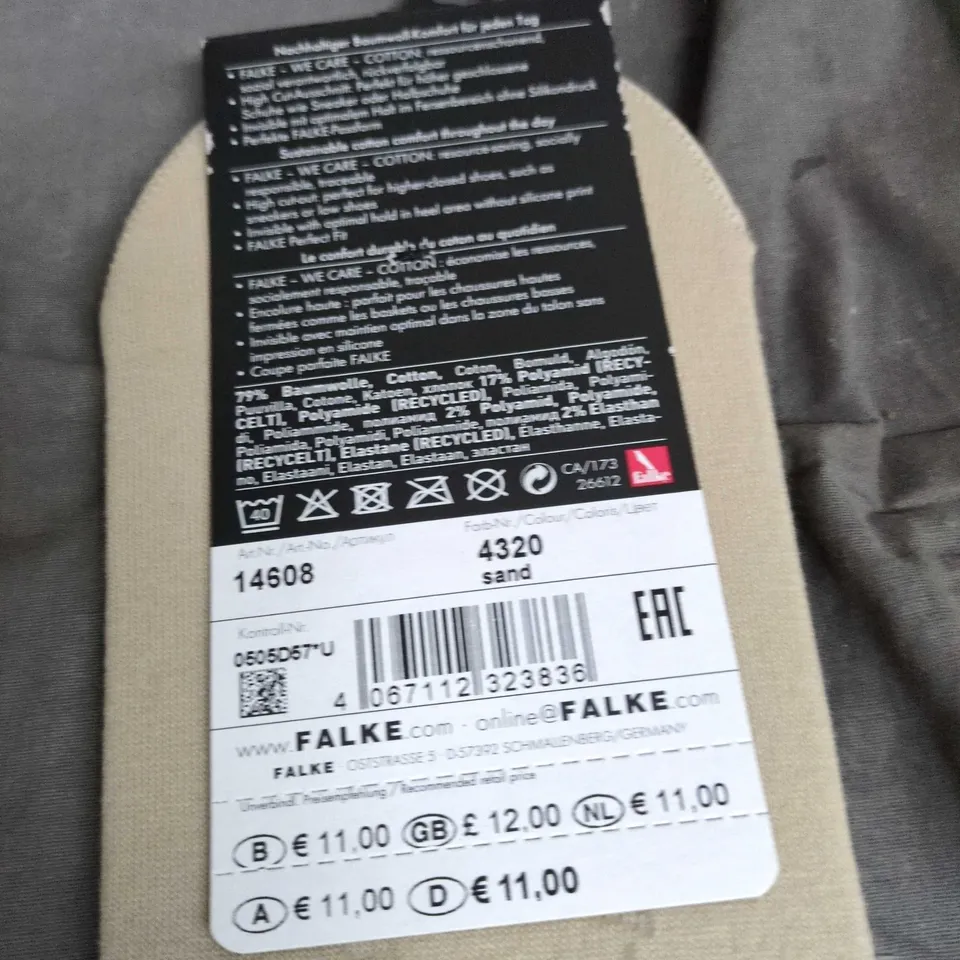 Nachhaltiger Baumwoll-Komfort für jeden Tag
• FALKE – WE CARE – COTTON: ressourcenschonend,
sozial verantwortlich, rückverfolgbar
• High Cut-Ausschnitt: Perfekt für höher geschlossene
Schuhe wie Sneaker oder Halbschuhe
• Invisible mit optimalem Halt im Fersenbereich ohne Silikondruck
• Perfekte FALKE-Passform
Sustainable cotton comfort throughout the day
• FALKE – WE CARE – COTTON: resource-saving, socially
responsible, traceable
• High cut-out: perfect for higher-closed shoes, such as
sneakers or low shoes
• Invisible with optimal hold in heel area without silicone print
• FALKE Perfect Fit
Le confort durable du coton au quotidien
• FALKE – WE CARE – COTTON : économise les ressources,
socialement responsable, traçable
• Encolure haute : parfait pour les chaussures hautes
fermées comme les baskets ou les chaussures basses
• Invisible avec maintien optimal dans la zone du talon sans
impression en silicone
• Coupe parfaite FALKE
79% Baumwolle, Cotton, Coton, Bomuld, Algodón,
Puuvilla, Cotone, Katoen, хлопок 17% Polyamid (RECY-
CELT), Polyamide (RECYCLED), Poliamida, Polyami-
di, Poliammide, полиамид 2% Polyamid, Polyamide,
Poliamida, Polyamidi, Poliammide, полиамид 2% Elasthan
(RECYCELT), Elastane (RECYCLED), Élasthanne, Elasta-
no, Elastaani, Elastan, Elastaan, эластан
40
CA/173
26612
Falke
Art-Nr./Art-No./Артикул
Farb-Nr./Colour/Coloris/Цвет
14608
4320
sand
Kontroll-Nr.
0505D57*U
EAC
4 067112 323836
www.FALKE.com · online@FALKE.com
FALKE · OSTSTRASSE 5 · D-57392 SCHMALLENBERG/GERMANY
Unverbindl. Preisempfehlung / Recommended retail price
B € 11,00 GB £ 12,00 NL € 11,00
A € 11,00 D € 11,00